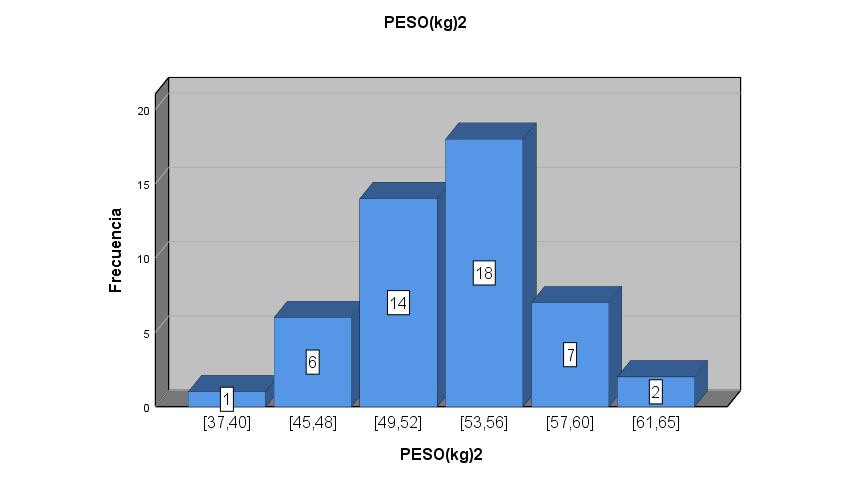 PESO(kg)2
20
15
10
5
0
Frecuencia
1
6
14
18
7
2
[37,40] [45,48] [49,52] [53,56] [57,60] [61,65]
PESO(kg)2